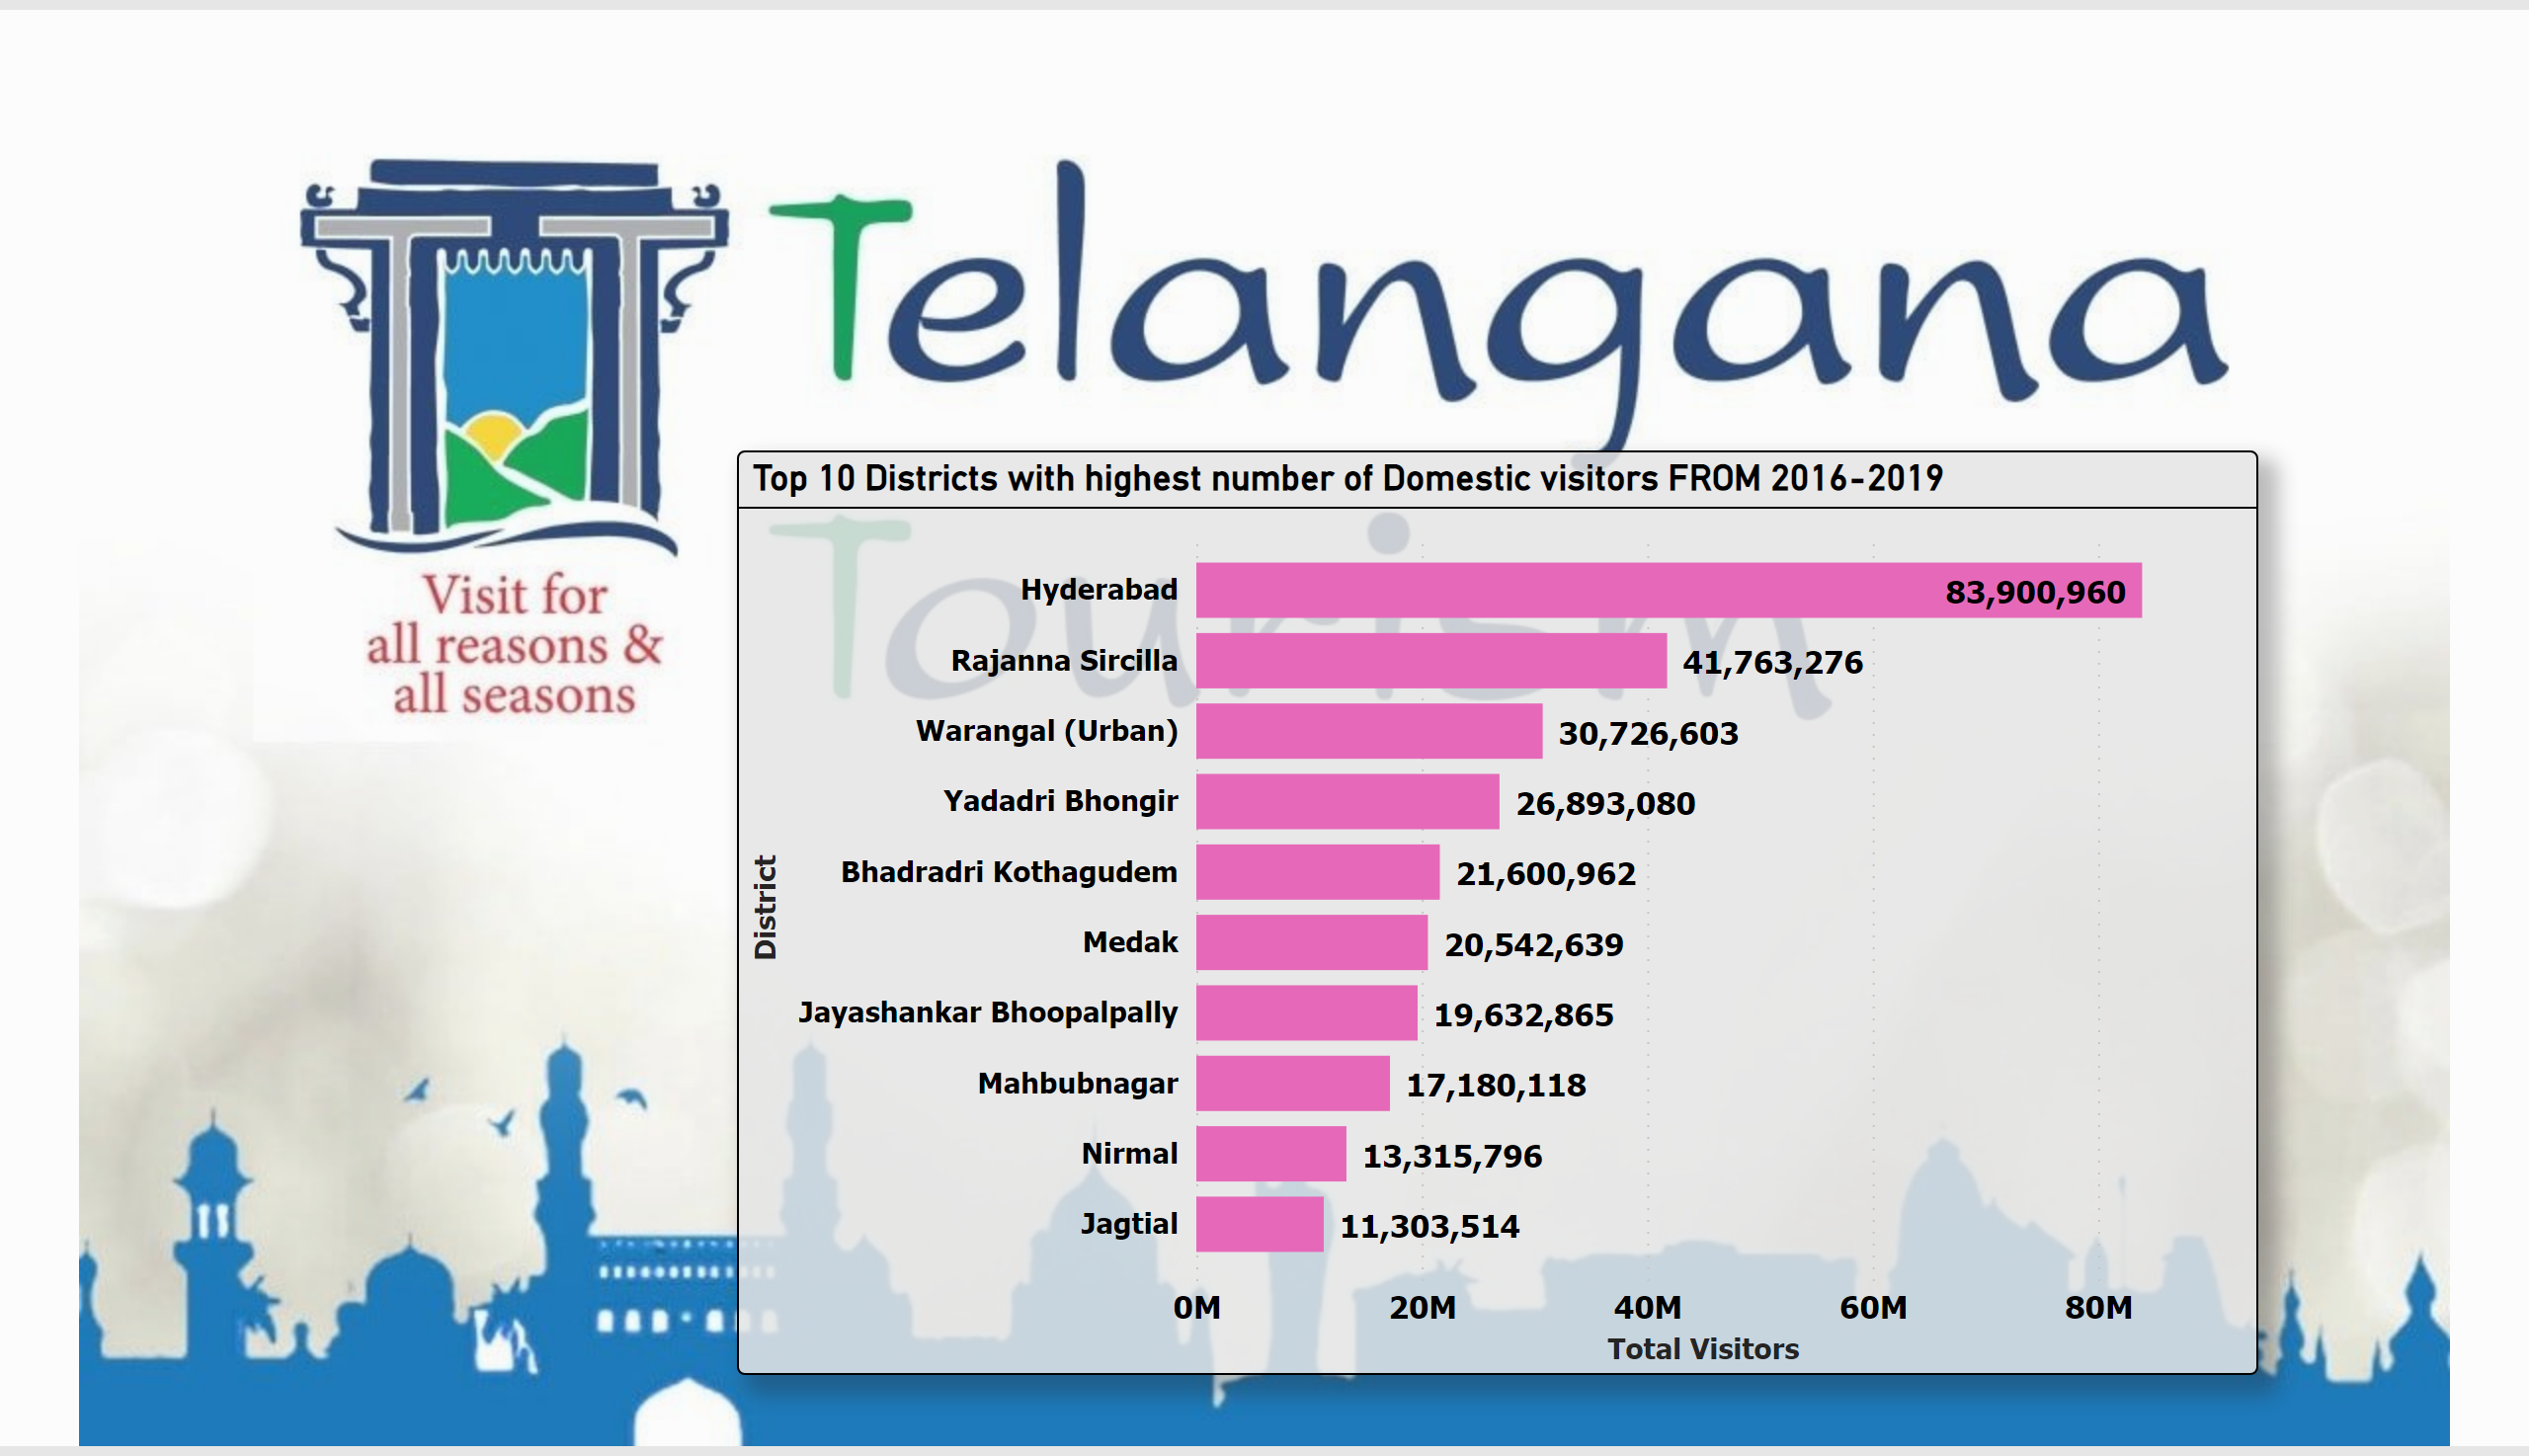 Telangana
Tourism
Visit for
all reasons &
all seasons
Top 10 Districts with highest number of Domestic visitors FROM 2016-2019
District
Hyderabad 83,900,960
Rajanna Sircilla 41,763,276
Warangal (Urban) 30,726,603
Yadadri Bhongir 26,893,080
Bhadradri Kothagudem 21,600,962
Medak 20,542,639
Jayashankar Bhoopalpally 19,632,865
Mahbubnagar 17,180,118
Nirmal 13,315,796
Jagtial 11,303,514
0M 20M 40M 60M 80M
Total Visitors